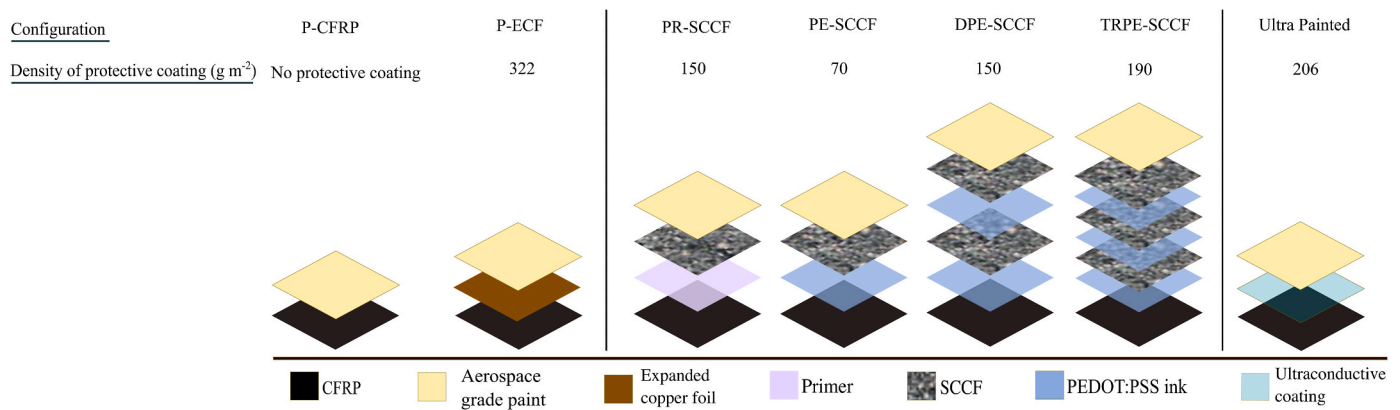 Configuration P-CFRP P-ECF PR-SCCF PE-SCCF DPE-SCCF TRPE-SCCF Ultra Painted
Density of protective coating (g m-2) No protective coating 322 150 70 150 190 206
CFRP
Aerospace
grade paint
Expanded
copper foil
Primer
SCCF
PEDOT:PSS ink
Ultraconductive
coating